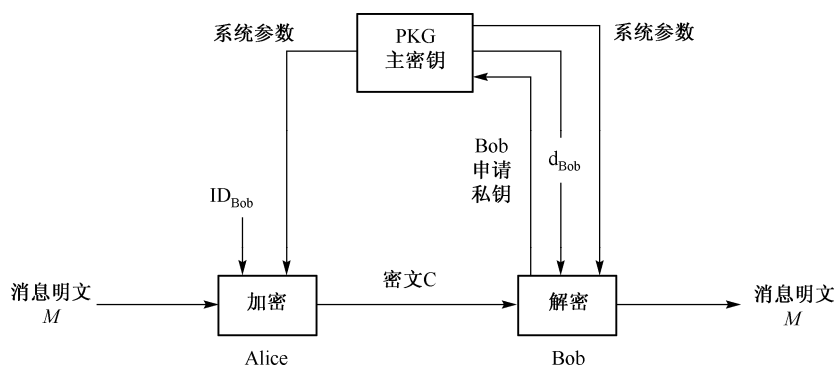 系统参数
PKG
主密钥
系统参数
Bob
申请
私钥
d_Bob
ID_Bob
消息明文
M
加密
密文C
解密
消息明文
M
Alice
Bob